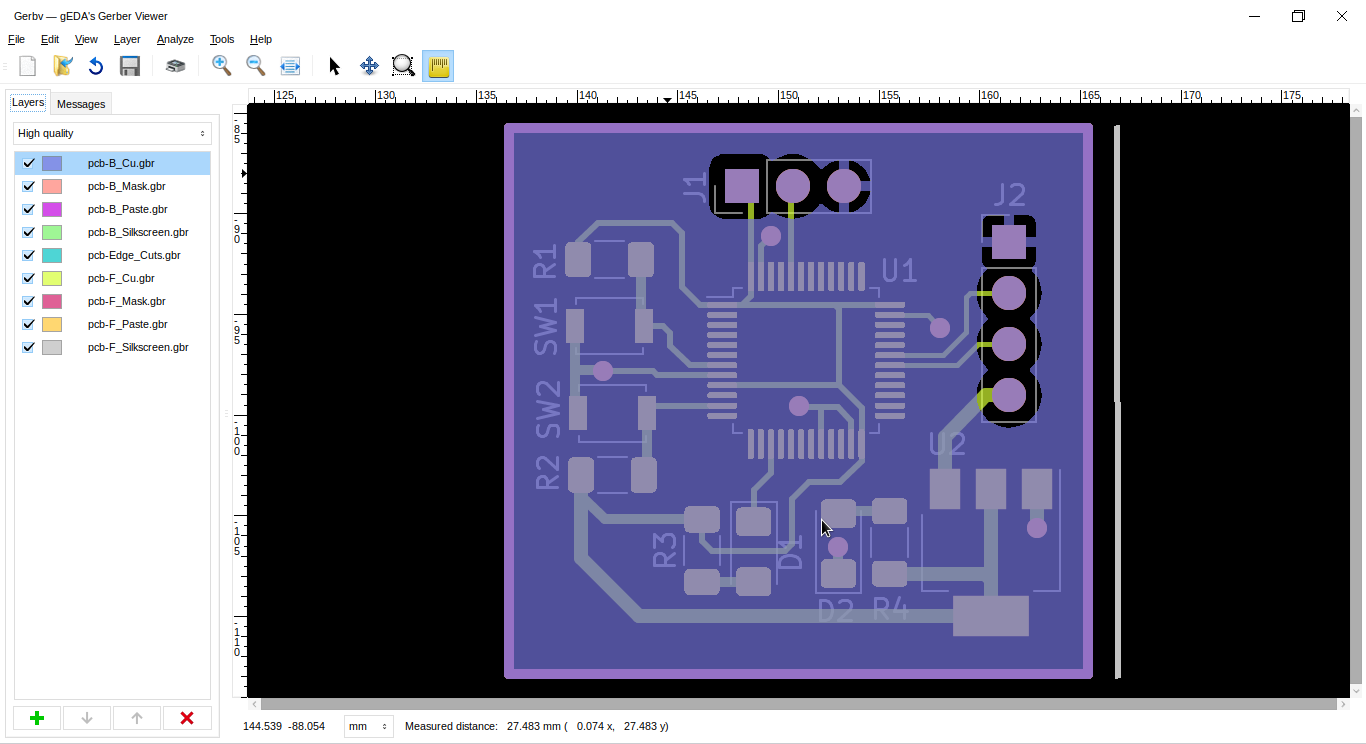 Gerbv — gEDA's Gerber Viewer
File Edit View Layer Analyze Tools Help
Layers Messages
High quality
pcb-B_Cu.gbr
pcb-B_Mask.gbr
pcb-B_Paste.gbr
pcb-B_Silkscreen.gbr
pcb-Edge_Cuts.gbr
pcb-F_Cu.gbr
pcb-F_Mask.gbr
pcb-F_Paste.gbr
pcb-F_Silkscreen.gbr
125 130 135 140 145 150 155 160 165 170 175
-85
-90
-95
-100
-105
-110
J1
J2
R1
U1
SW1
SW2
U2
R2
R3
D1
D2 R4
144.539 -88.054
mm
Measured distance: 27.483 mm ( 0.074 x, 27.483 y)